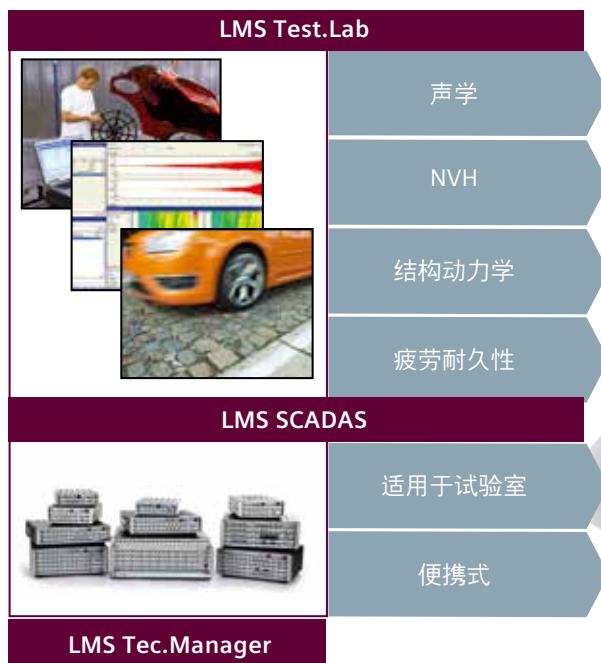 LMS Test.Lab
声学
NVH
结构动力学
疲劳耐久性
LMS SCADAS
适用于试验室
便携式
LMS Tec.Manager